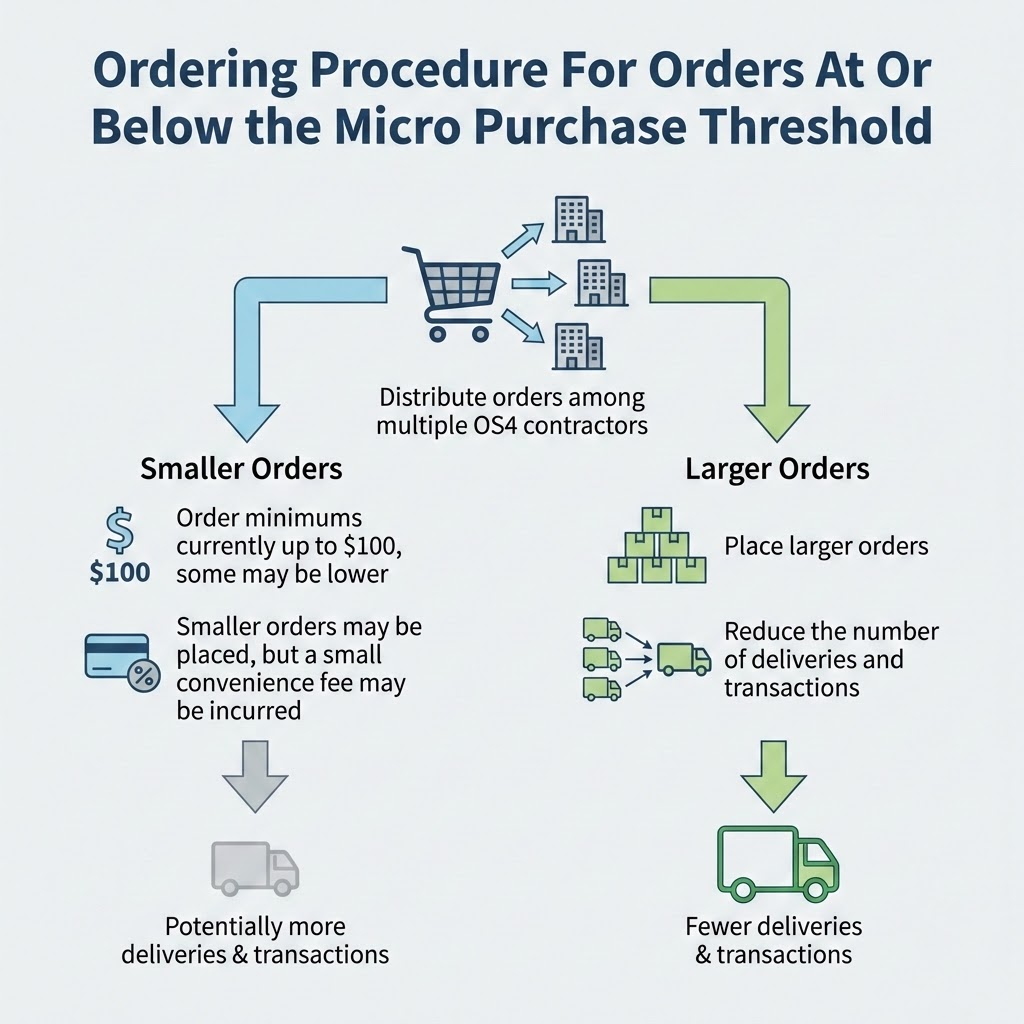 Ordering Procedure For Orders At Or
Below the Micro Purchase Threshold
Distribute orders among
multiple OS4 contractors
Smaller Orders
$
$100
Order minimums
currently up to $100,
some may be lower
%
Smaller orders may be
placed, but a small
convenience fee may
be incurred
Potentially more
deliveries & transactions
Larger Orders
Place larger orders
Reduce the number
of deliveries and
transactions
Fewer deliveries
& transactions